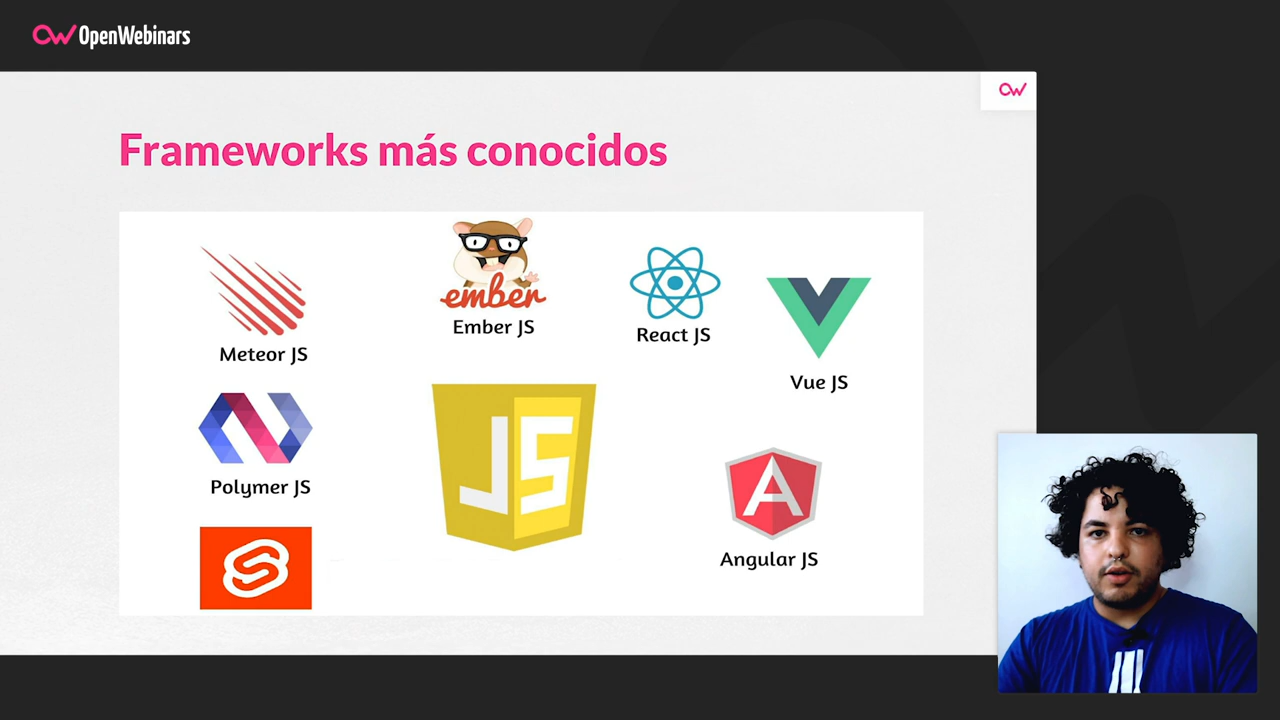 OpenWebinars
Frameworks más conocidos
ember
Ember JS
React JS
Meteor JS
Vue JS
JS
Polymer JS
Angular JS